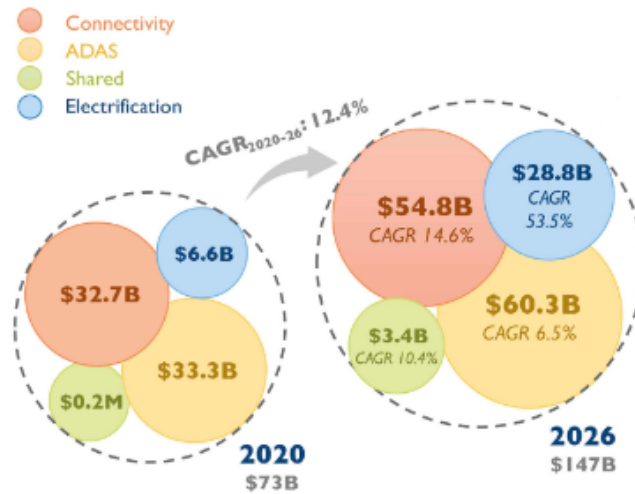 Connectivity
ADAS
Shared
Electrification
CAGR2020-26: 12.4%
$32.7B
$6.6B
$0.2M
$33.3B
2020
$73B
$54.8B
CAGR 14.6%
$28.8B
CAGR
53.5%
$3.4B
CAGR 10.4%
$60.3B
CAGR 6.5%
2026
$147B